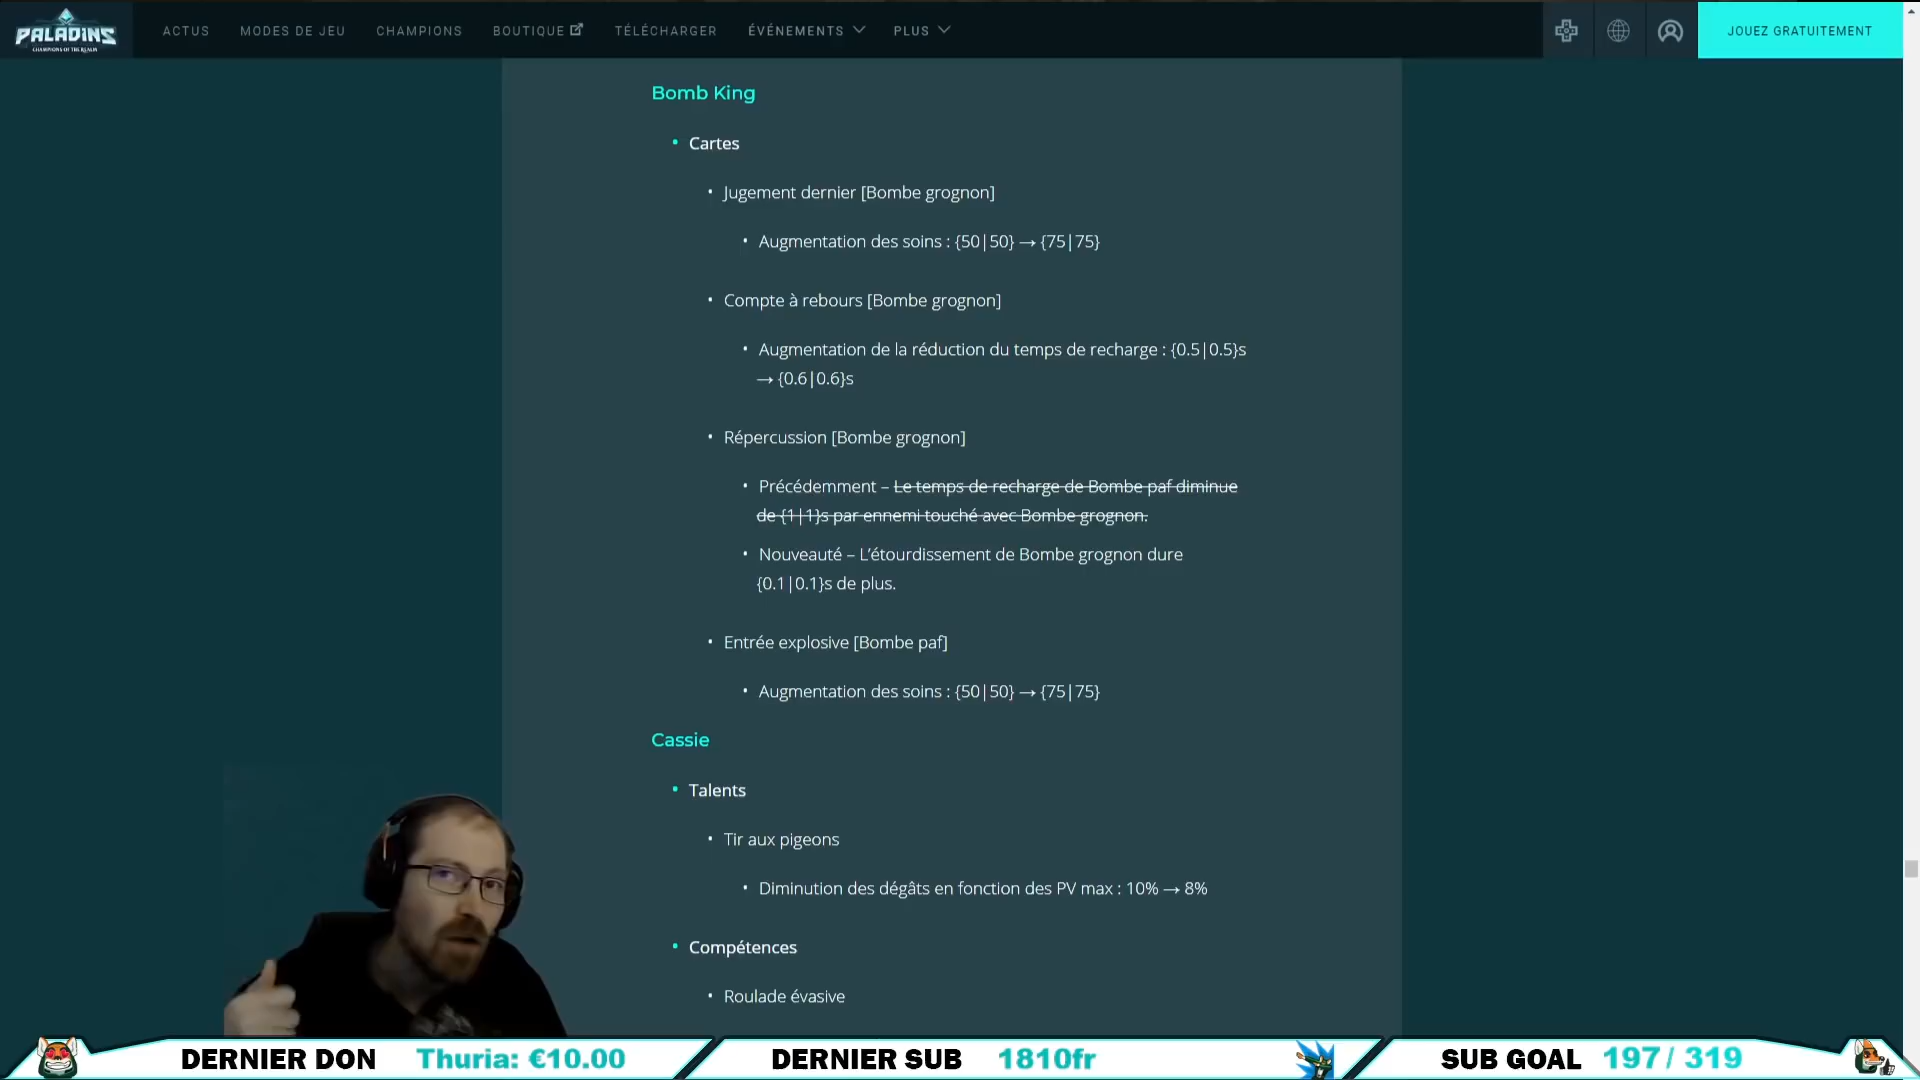 PALADINS
CHAMPIONS OF THE REALM
ACTUS
MODES DE JEU
CHAMPIONS
BOUTIQUE
TÉLÉCHARGER
ÉVÉNEMENTS
PLUS
JOUEZ GRATUITEMENT
Bomb King
• Cartes
• Jugement dernier [Bombe grognon]
• Augmentation des soins : {50|50} → {75|75}
• Compte à rebours [Bombe grognon]
• Augmentation de la réduction du temps de recharge : {0.5|0.5}s
→ {0.6|0.6}s
• Répercussion [Bombe grognon]
• Précédemment – Le temps de recharge de Bombe paf diminue
de {1|1}s par ennemi touché avec Bombe grognon.
• Nouveauté – L'étourdissement de Bombe grognon dure
{0.1|0.1}s de plus.
• Entrée explosive [Bombe paf]
• Augmentation des soins : {50|50} → {75|75}
Cassie
• Talents
• Tir aux pigeons
• Diminution des dégâts en fonction des PV max : 10% → 8%
• Compétences
• Roulade évasive
DERNIER DON Thuria: €10.00
DERNIER SUB 1810fr
SUB GOAL 197 / 319